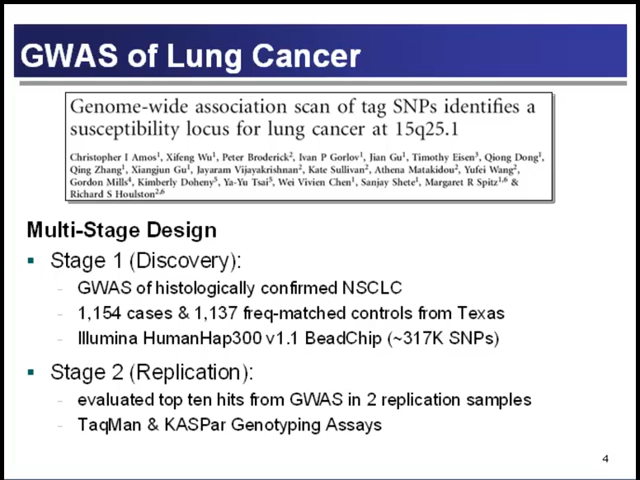 GWAS of Lung Cancer
Genome-wide association scan of tag SNPs identifies a
susceptibility locus for lung cancer at 15q25.1
Christopher I Amos¹, Xifeng Wu¹, Peter Broderick², Ivan P Gorlov¹, Jian Gu¹, Timothy Eisen³, Qiong Dong¹,
Qing Zhang¹, Xiangjun Gu¹, Jayaram Vijayakrishnan², Kate Sullivan², Athena Matakidou², Yufei Wang²,
Gordon Mills⁴, Kimberly Doheny⁵, Ya-Yu Tsai⁵, Wei Vivien Chen¹, Sanjay Shete¹, Margaret R Spitz¹,⁶ &
Richard S Houlston²,⁶
Multi-Stage Design
▪ Stage 1 (Discovery):
- GWAS of histologically confirmed NSCLC
- 1,154 cases & 1,137 freq-matched controls from Texas
- Illumina HumanHap300 v1.1 BeadChip (~317K SNPs)
▪ Stage 2 (Replication):
- evaluated top ten hits from GWAS in 2 replication samples
- TaqMan & KASPar Genotyping Assays
4